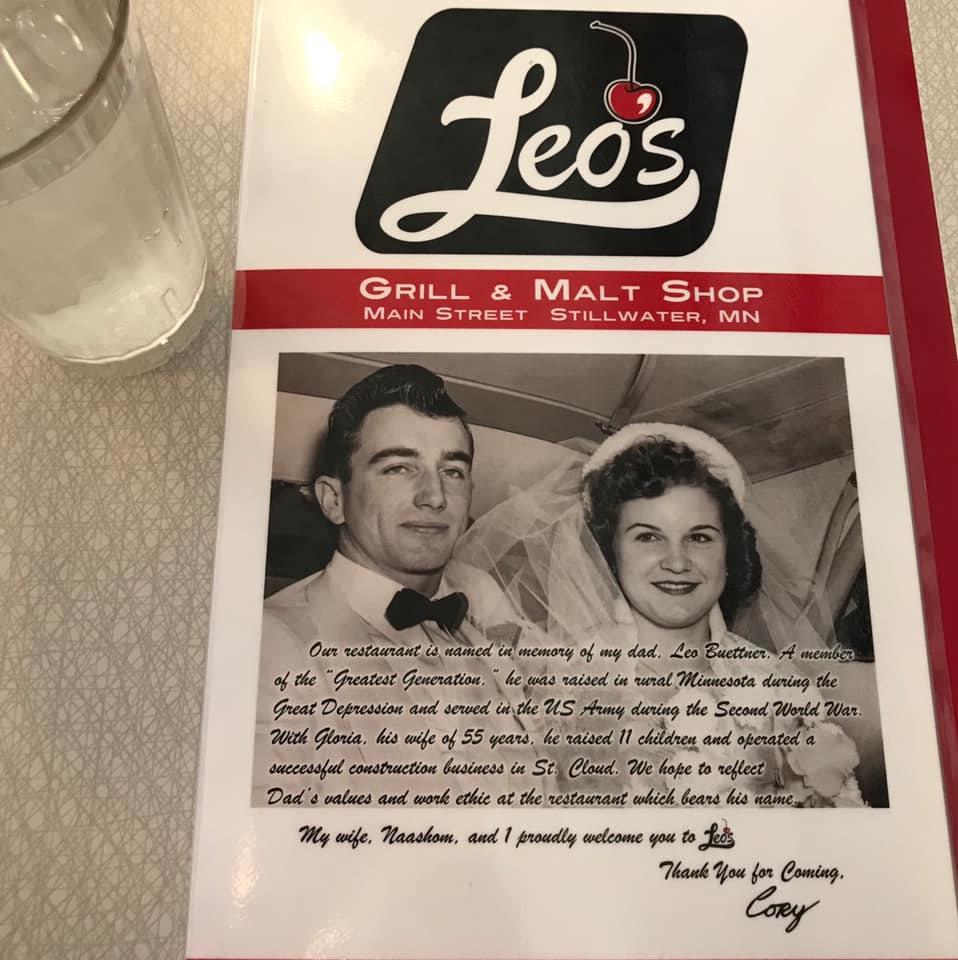 Leo's
GRILL & MALT SHOP
MAIN STREET STILLWATER, MN
Our restaurant is named in memory of my dad, Leo Buettner. A member
of the "Greatest Generation," he was raised in rural Minnesota during the
Great Depression and served in the US Army during the Second World War.
With Gloria, his wife of 55 years, he raised 11 children and operated a
successful construction business in St. Cloud. We hope to reflect
Dad's values and work ethic at the restaurant which bears his name.
My wife, Naashom, and I proudly welcome you to Leo's
Thank You for Coming,
Cory